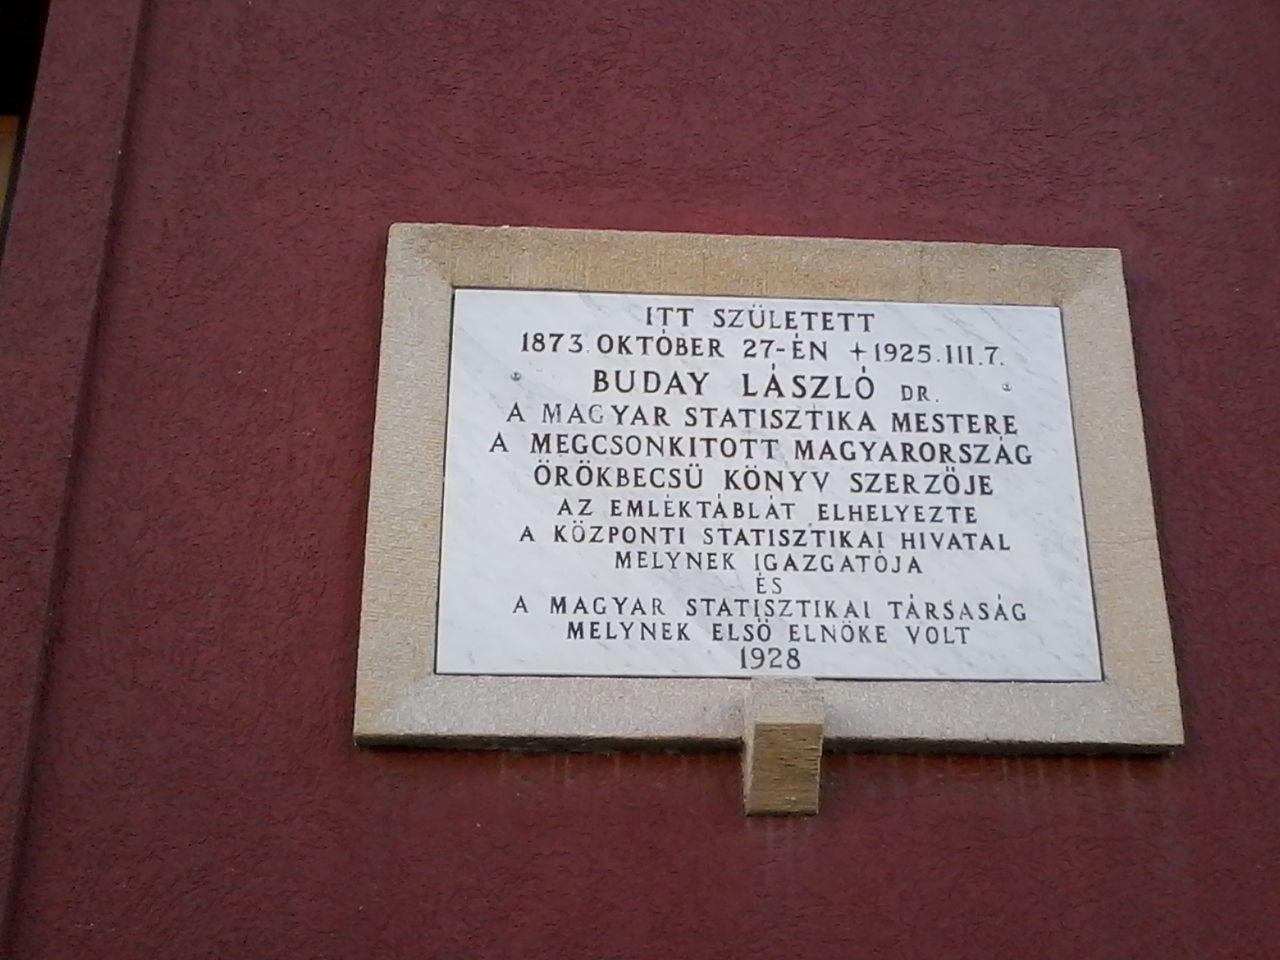 ITT SZÜLETETT
1873. OKTÓBER 27-ÉN +1925.III.7.
BUDAY LÁSZLÓ DR.
A MAGYAR STATISZTIKA MESTERE
A MEGCSONKITOTT MAGYARORSZÁG
ÖRÖKBECSÜ KÖNYV SZERZÖJE
AZ EMLÉKTÁBLÁT ELHELYEZTE
A KÖZPONTI STATISZTIKAI HIVATAL
MELYNEK IGAZGATÓJA
ÉS
A MAGYAR STATISZTIKAI TÁRSASÁG
MELYNEK ELSÖ ELNÖKE VOLT
1928